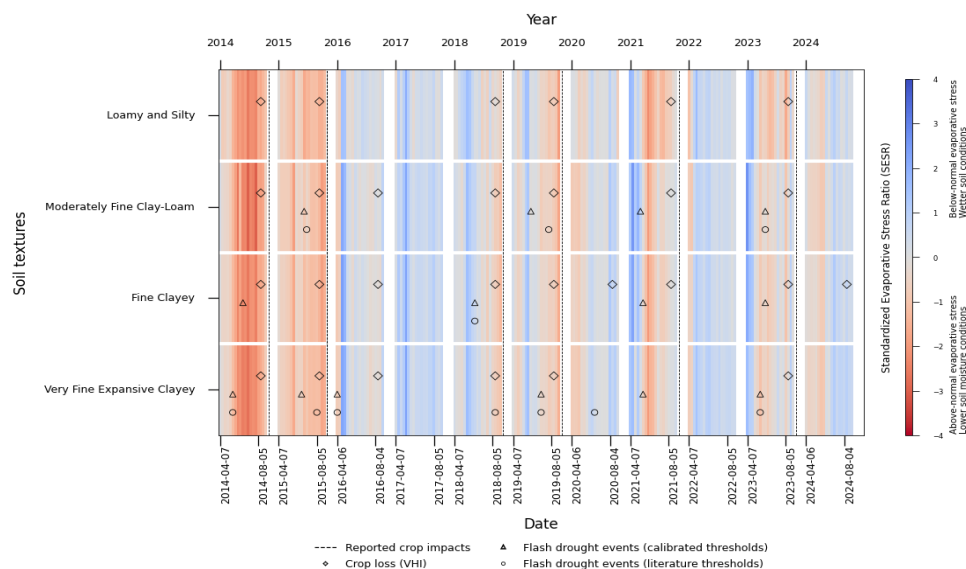 Year
2014 2015 2016 2017 2018 2019 2020 2021 2022 2023 2024
Loamy and Silty
Moderately Fine Clay-Loam
Fine Clayey
Very Fine Expansive Clayey
Soil textures
2014-04-07 2014-08-05 2015-04-07 2015-08-05 2016-04-06 2016-08-04 2017-04-07 2017-08-05 2018-04-07 2018-08-05 2019-04-07 2019-08-05 2020-04-06 2020-08-04 2021-04-07 2021-08-05 2022-04-07 2022-08-05 2023-04-07 2023-08-05 2024-04-06 2024-08-04
Date
Standardized Evaporative Stress Ratio (SESR)
4
3
2
1
0
−1
−2
−3
−4
Below-normal evaporative stress
Wetter soil conditions
Above-normal evaporative stress
Lower soil moisture conditions
Reported crop impacts
Crop loss (VHI)
Flash drought events (calibrated thresholds)
Flash drought events (literature thresholds)